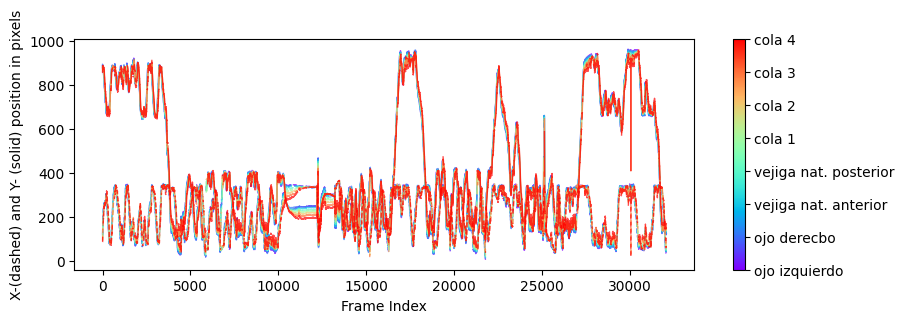 X-(dashed) and Y- (solid) position in pixels
1000
800
600
400
200
0
0
5000
10000
15000
20000
25000
30000
Frame Index
cola 4
cola 3
cola 2
cola 1
vejiga nat. posterior
vejiga nat. anterior
ojo derecbo
ojo izquierdo